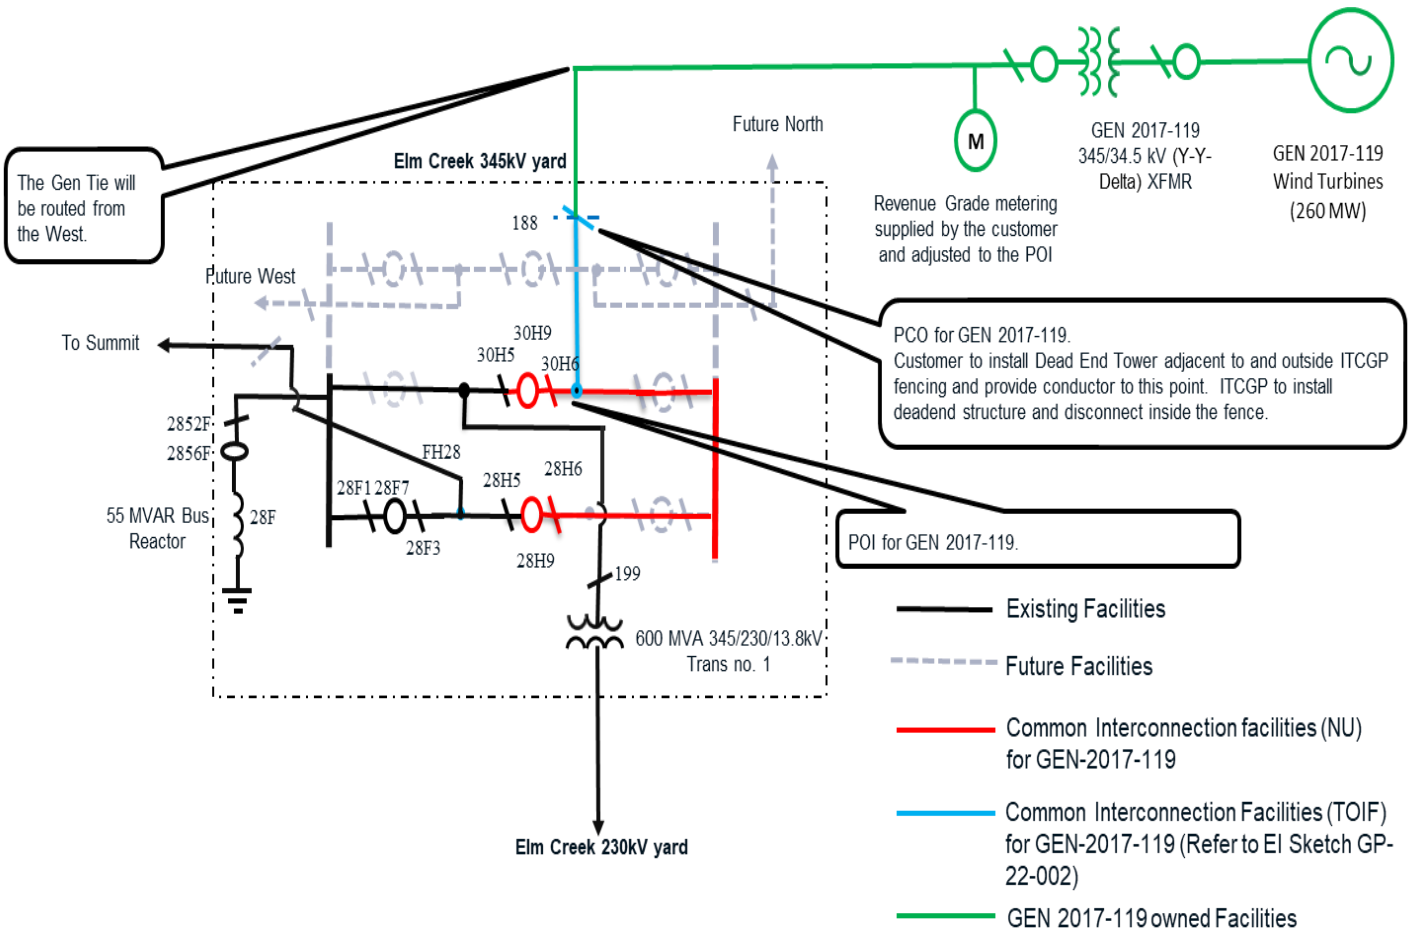 Future North
Elm Creek 345kV yard
M
GEN 2017-119
345/34.5 kV (Y-Y-
Delta) XFMR
GEN 2017-119
Wind Turbines
(260 MW)
The Gen Tie will
be routed from
the West.
Revenue Grade metering
supplied by the customer
and adjusted to the POI
188
Future West
To Summit
PCO for GEN 2017-119.
Customer to install Dead End Tower adjacent to and outside ITCGP
fencing and provide conductor to this point. ITCGP to install
deadend structure and disconnect inside the fence.
30H9
30H5
30H6
2852F
2856F
FH28
28H5
28H6
28F1
28F7
28F
55 MVAR Bus
Reactor
28F3
28H9
POI for GEN 2017-119.
199
600 MVA 345/230/13.8kV
Trans no. 1
Elm Creek 230kV yard
Existing Facilities
Future Facilities
Common Interconnection facilities (NU)
for GEN-2017-119
Common Interconnection Facilities (TOIF)
for GEN-2017-119 (Refer to EI Sketch GP-
22-002)
GEN 2017-119 owned Facilities